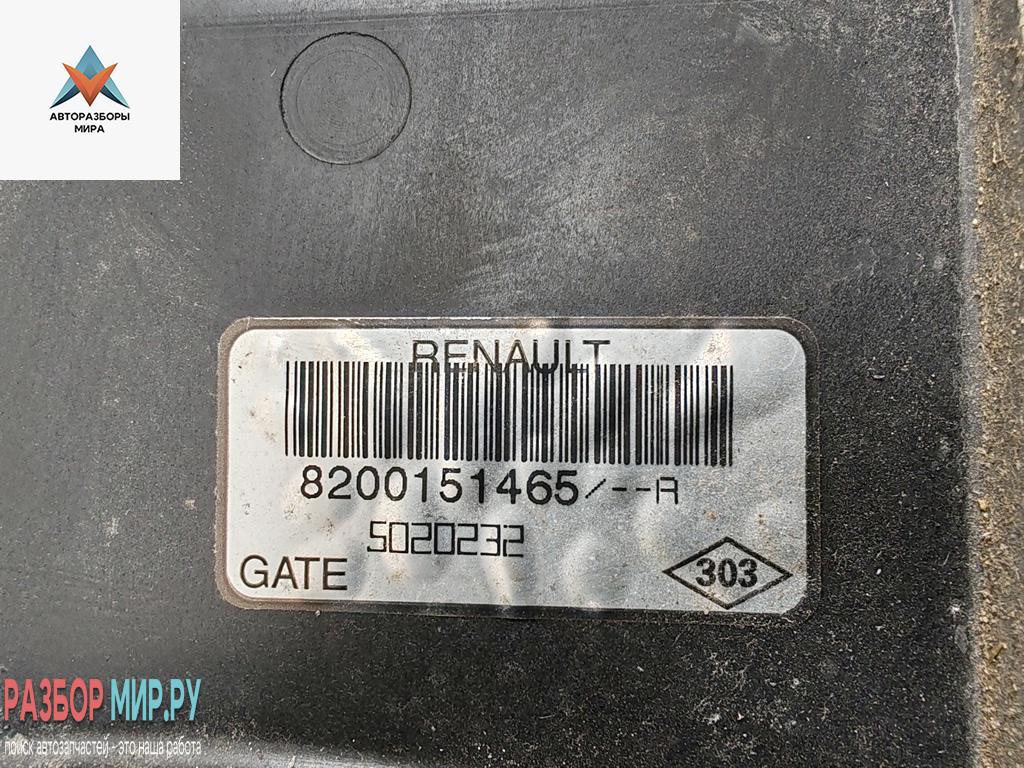 АВТОРАЗБОРЫ
МИРА
RENAULT
8200151465/--A
5020232
GATE
303
РАЗБОР МИР.РУ
поиск автозапчастей - это наша работа